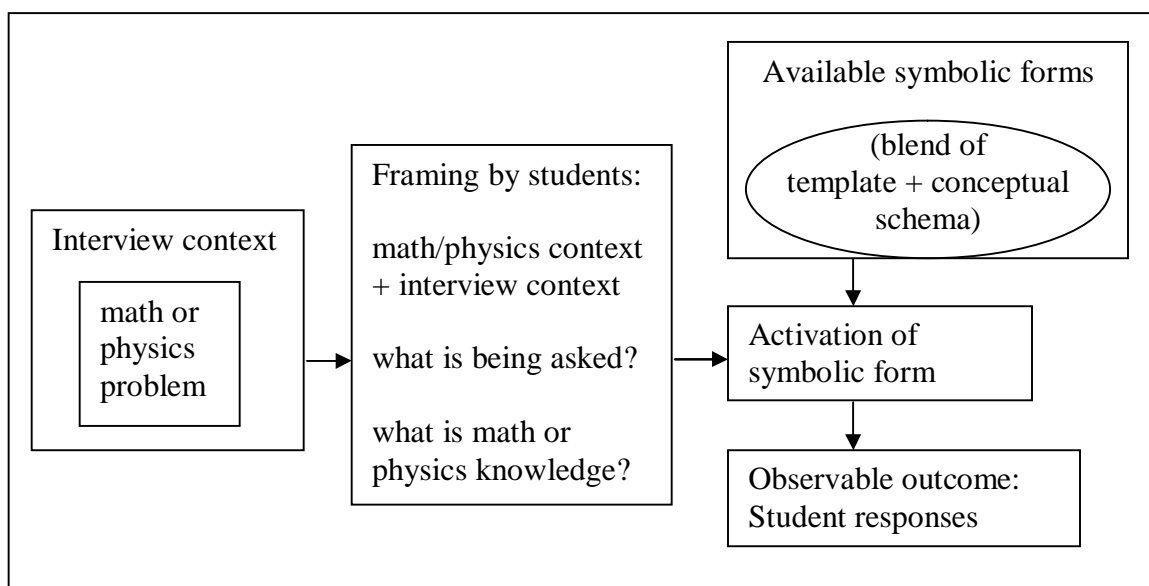 Interview context
math or
physics
problem
Framing by students:
math/physics context
+ interview context
what is being asked?
what is math or
physics knowledge?
Available symbolic forms
(blend of
template + conceptual
schema)
Activation of
symbolic form
Observable outcome:
Student responses